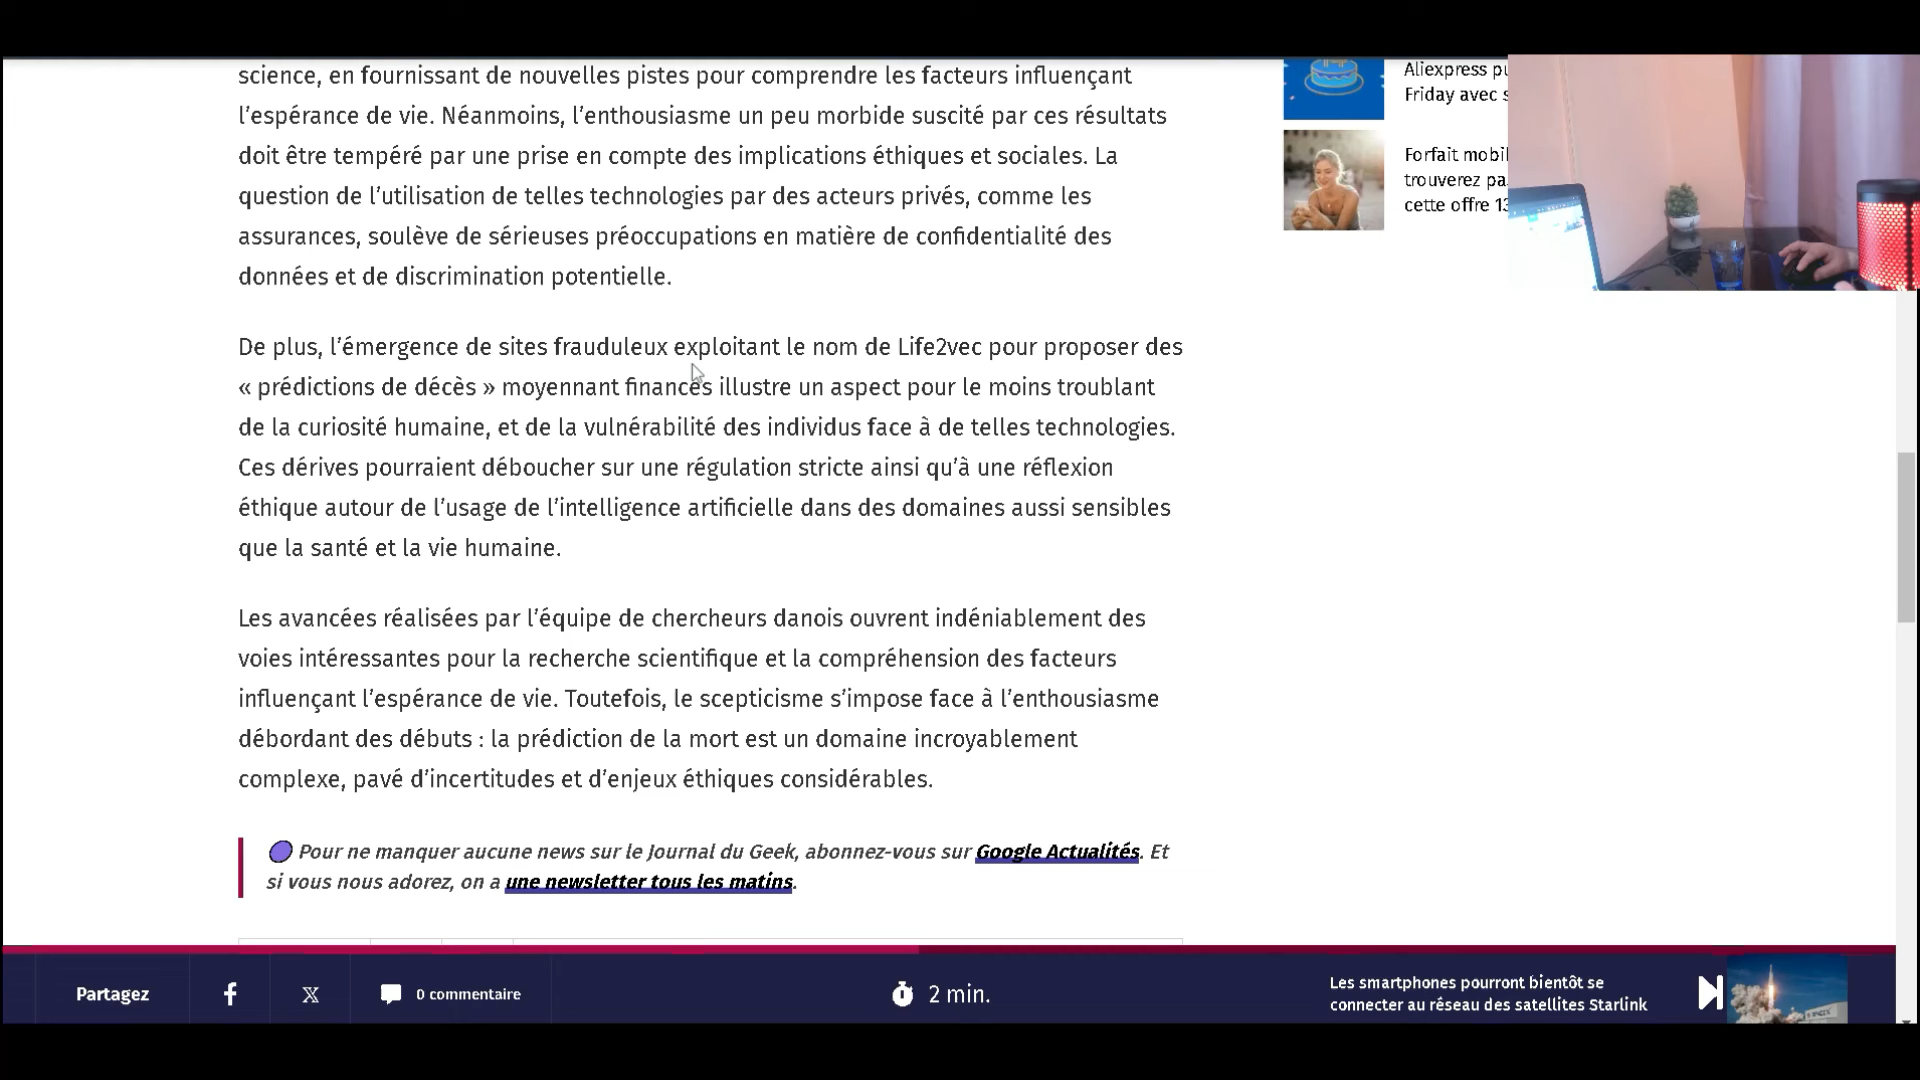 science, en fournissant de nouvelles pistes pour comprendre les facteurs influençant
l’espérance de vie. Néanmoins, l’enthousiasme un peu morbide suscité par ces résultats
doit être tempéré par une prise en compte des implications éthiques et sociales. La
question de l’utilisation de telles technologies par des acteurs privés, comme les
assurances, soulève de sérieuses préoccupations en matière de confidentialité des
données et de discrimination potentielle.
De plus, l’émergence de sites frauduleux exploitant le nom de Life2vec pour proposer des
« prédictions de décès » moyennant finances illustre un aspect pour le moins troublant
de la curiosité humaine, et de la vulnérabilité des individus face à de telles technologies.
Ces dérives pourraient déboucher sur une régulation stricte ainsi qu’à une réflexion
éthique autour de l’usage de l’intelligence artificielle dans des domaines aussi sensibles
que la santé et la vie humaine.
Les avancées réalisées par l’équipe de chercheurs danois ouvrent indéniablement des
voies intéressantes pour la recherche scientifique et la compréhension des facteurs
influençant l’espérance de vie. Toutefois, le scepticisme s’impose face à l’enthousiasme
débordant des débuts : la prédiction de la mort est un domaine incroyablement
complexe, pavé d’incertitudes et d’enjeux éthiques considérables.
Pour ne manquer aucune news sur le Journal du Geek, abonnez-vous sur Google Actualités. Et
si vous nous adorez, on a une newsletter tous les matins.
Aliexpress pu
Friday avec s
Forfait mobil
trouverez pa
cette offre 13
Partagez
0 commentaire
2 min.
Les smartphones pourront bientôt se
connecter au réseau des satellites Starlink